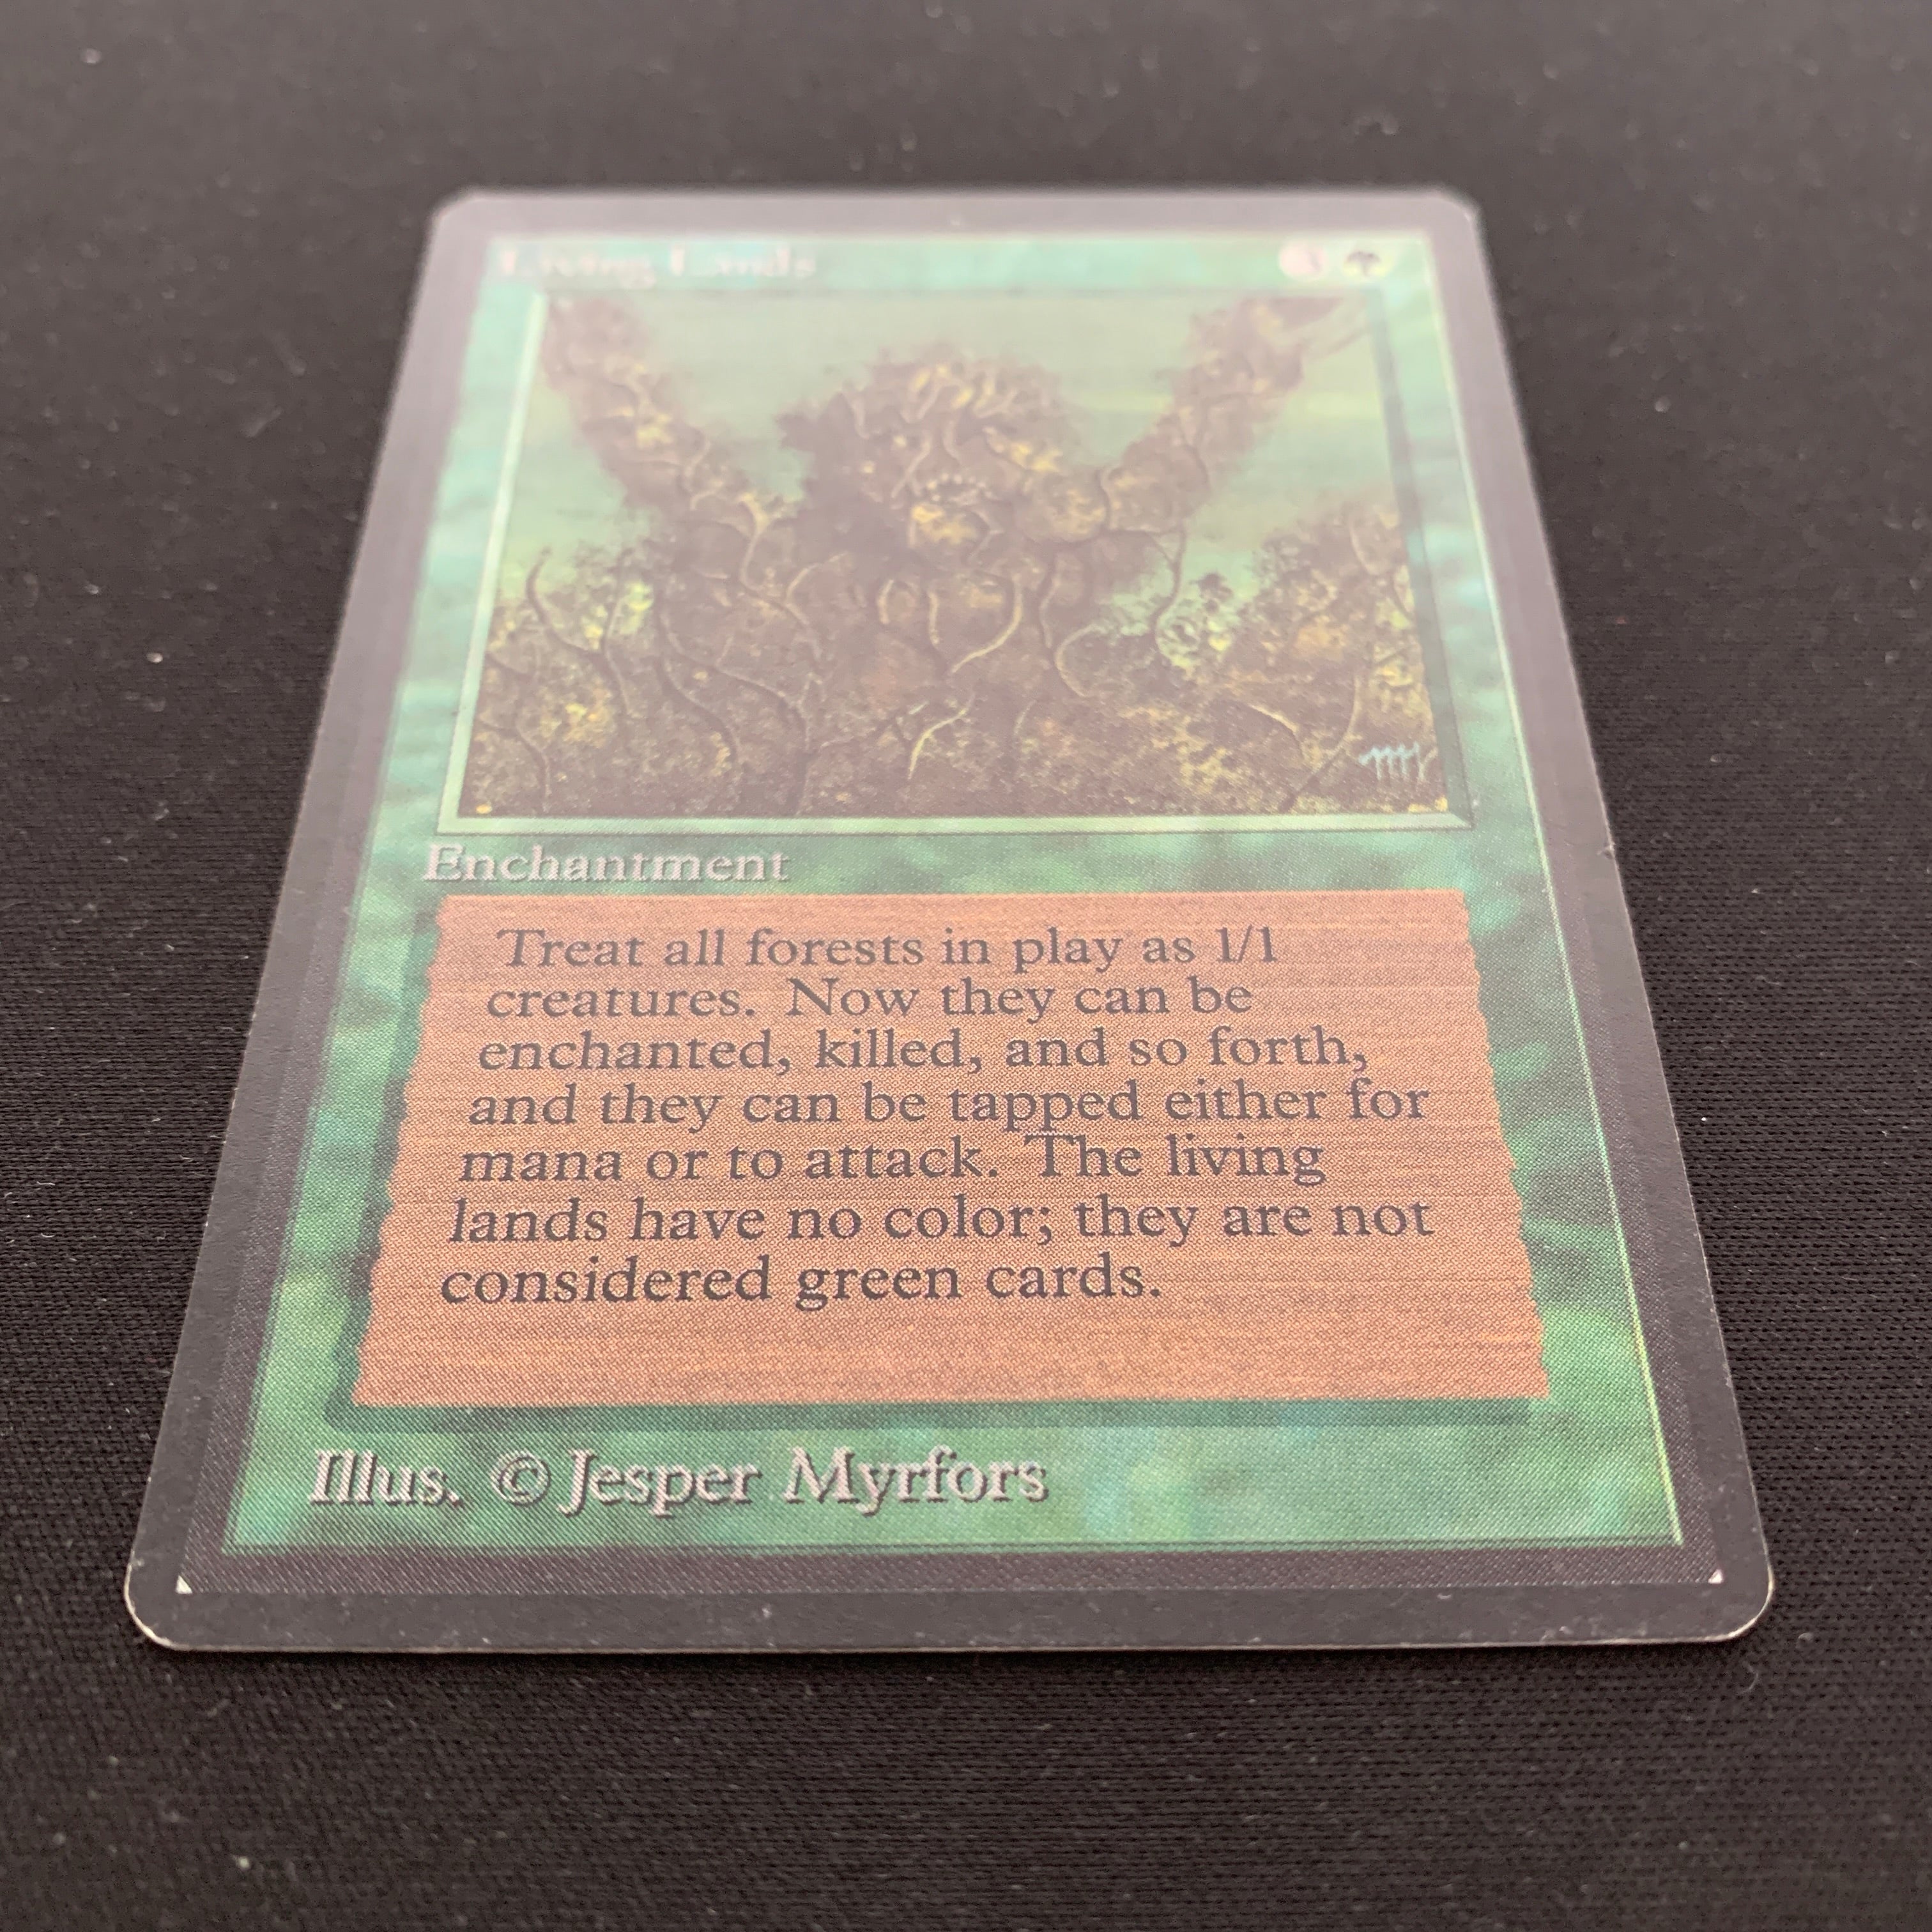 Living Lands
Enchantment
Treat all forests in play as 1/1
creatures. Now they can be
enchanted, killed, and so forth,
and they can be tapped either for
mana or to attack. The living
lands have no color; they are not
considered green cards.
Illus. © Jesper Myrfors